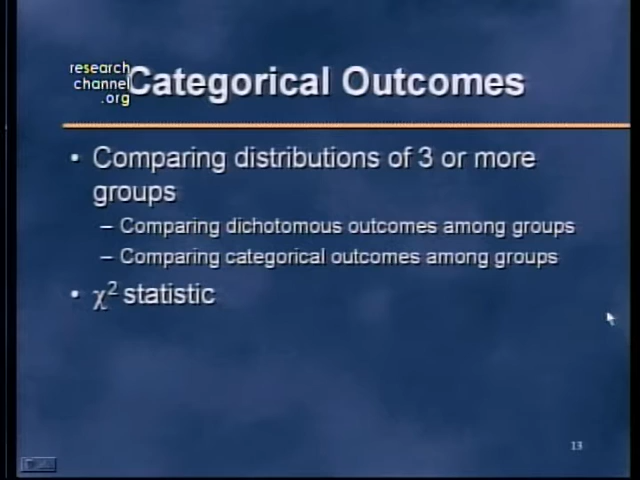 research
channel
.org
Categorical Outcomes
• Comparing distributions of 3 or more
groups
– Comparing dichotomous outcomes among groups
– Comparing categorical outcomes among groups
• χ² statistic
13